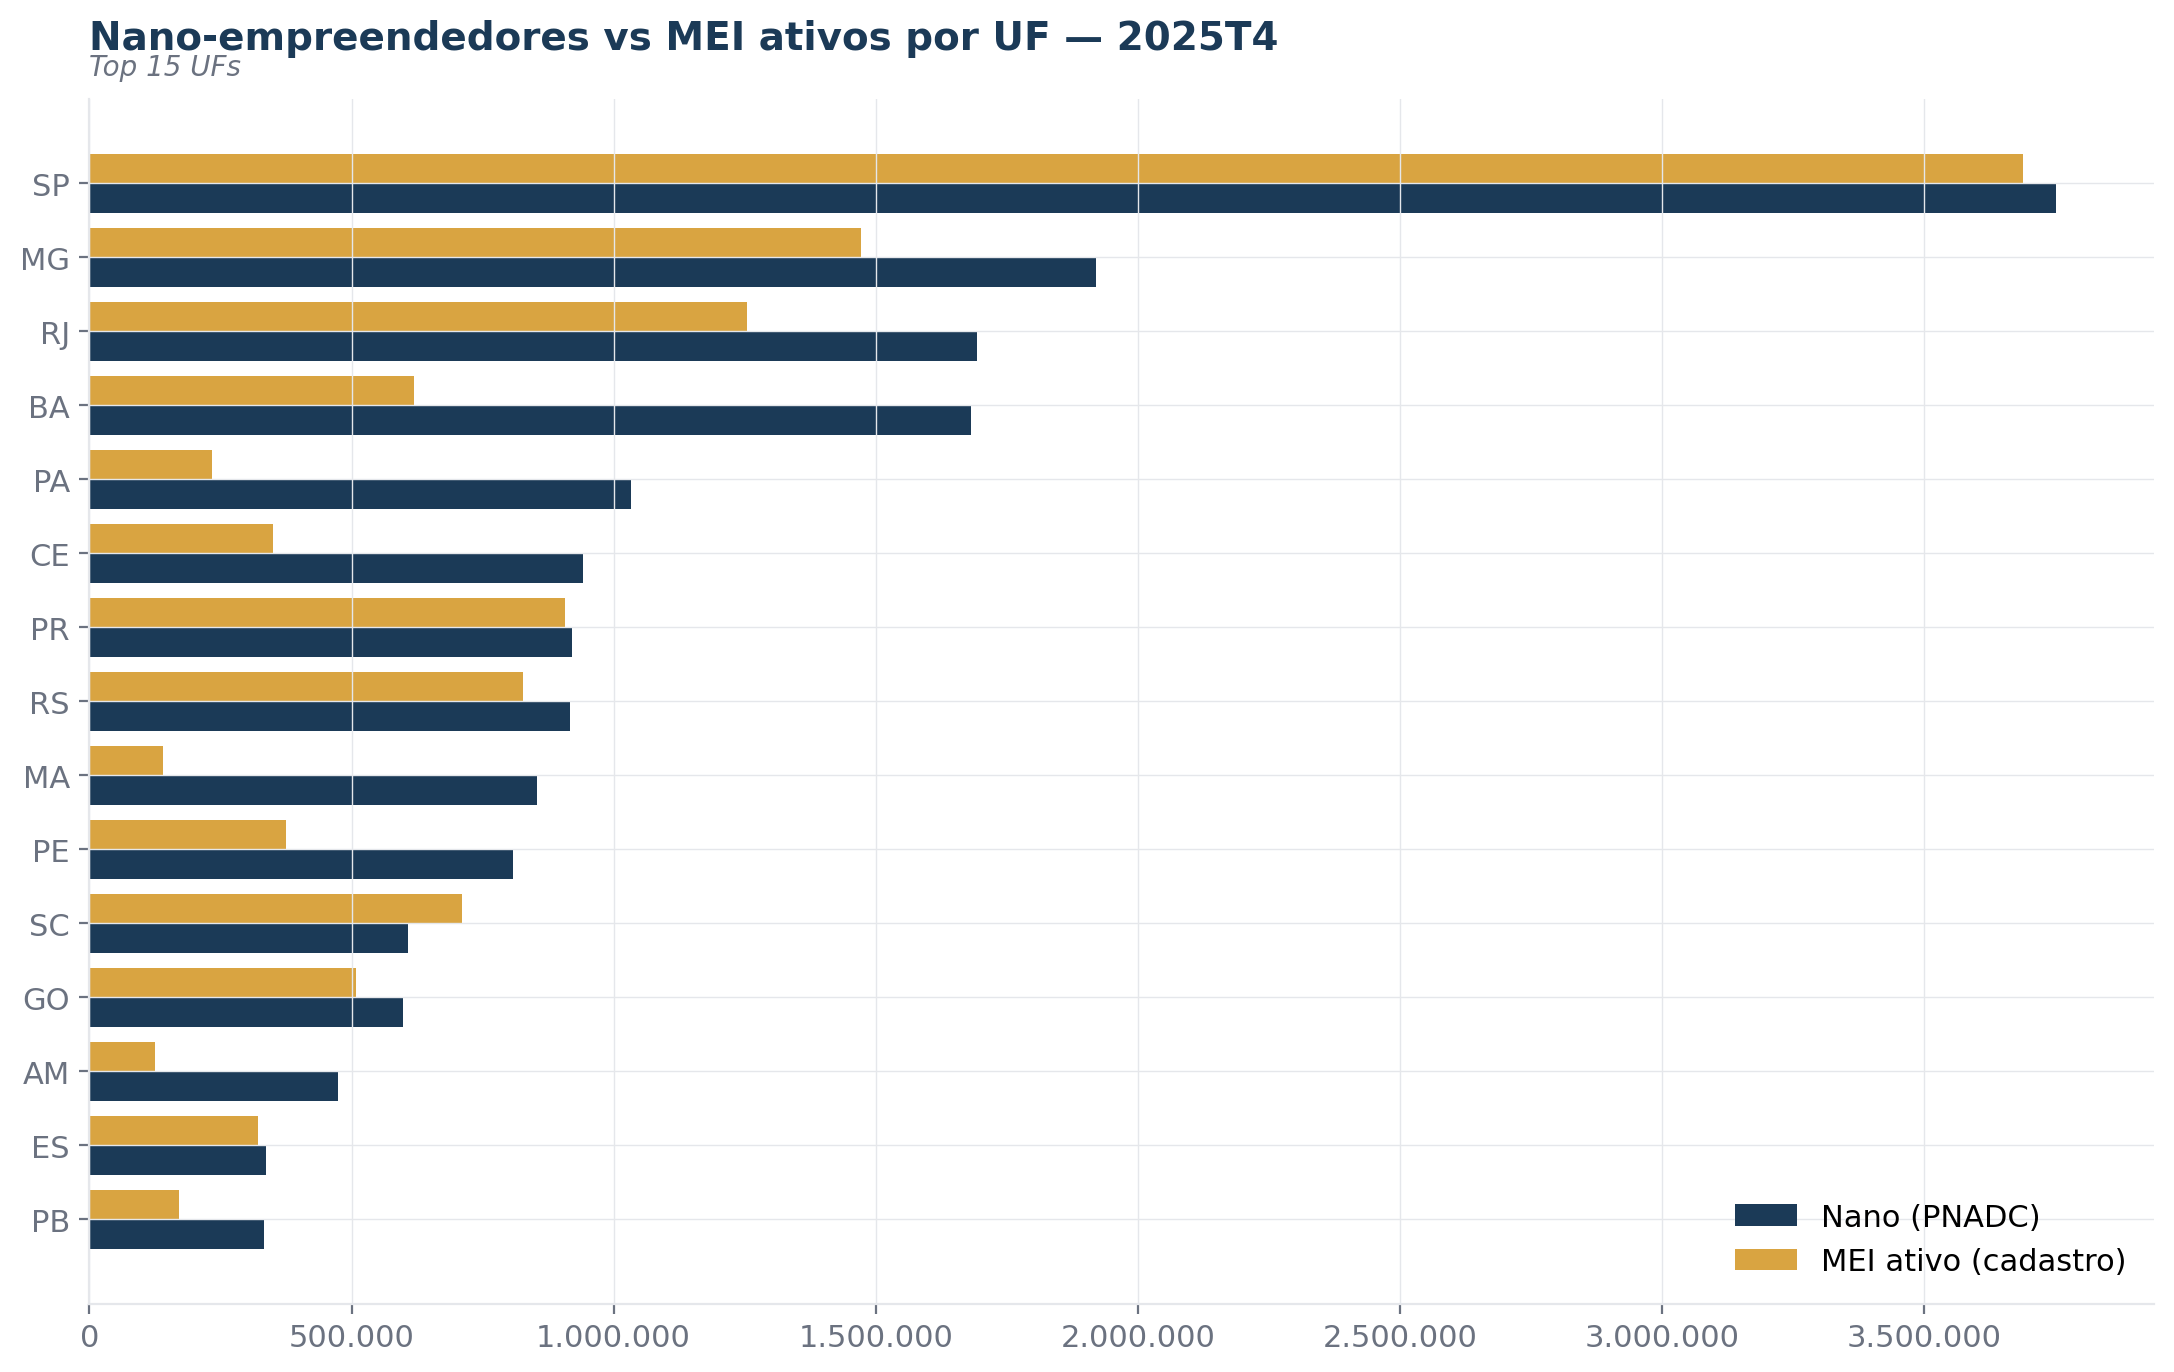 Nano-empreendedores vs MEI ativos por UF — 2025T4
Top 15 UFs
SP
MG
RJ
BA
PA
CE
PR
RS
MA
PE
SC
GO
AM
ES
PB
Nano (PNADC)
MEI ativo (cadastro)
0 500.000 1.000.000 1.500.000 2.000.000 2.500.000 3.000.000 3.500.000